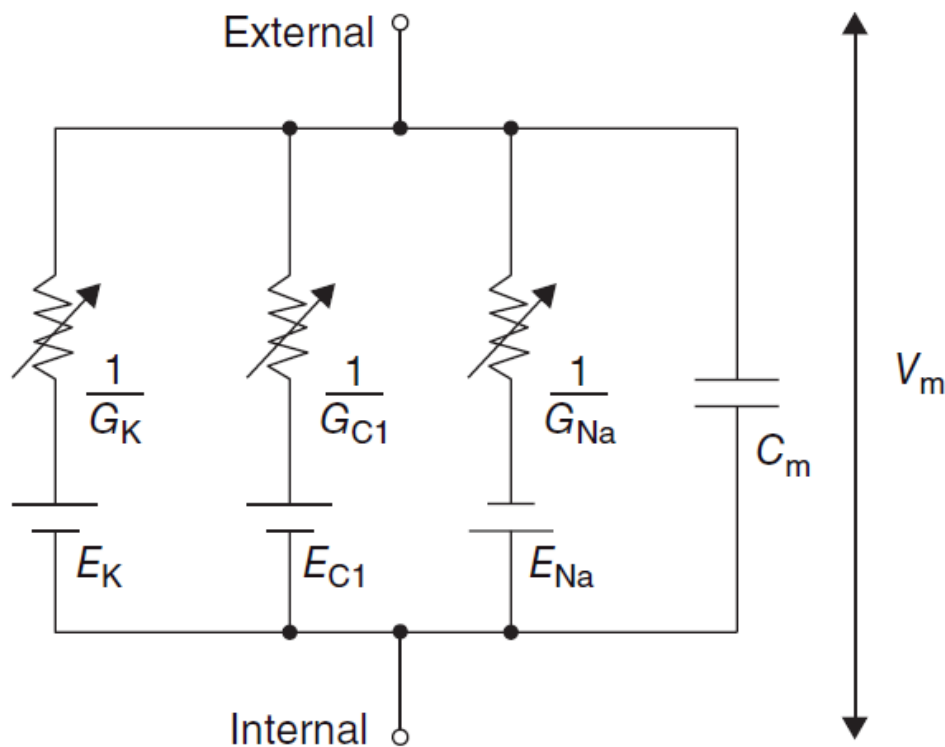 External
1
G_K
1
G_C1
1
G_Na
V_m
C_m
E_K
E_C1
E_Na
Internal